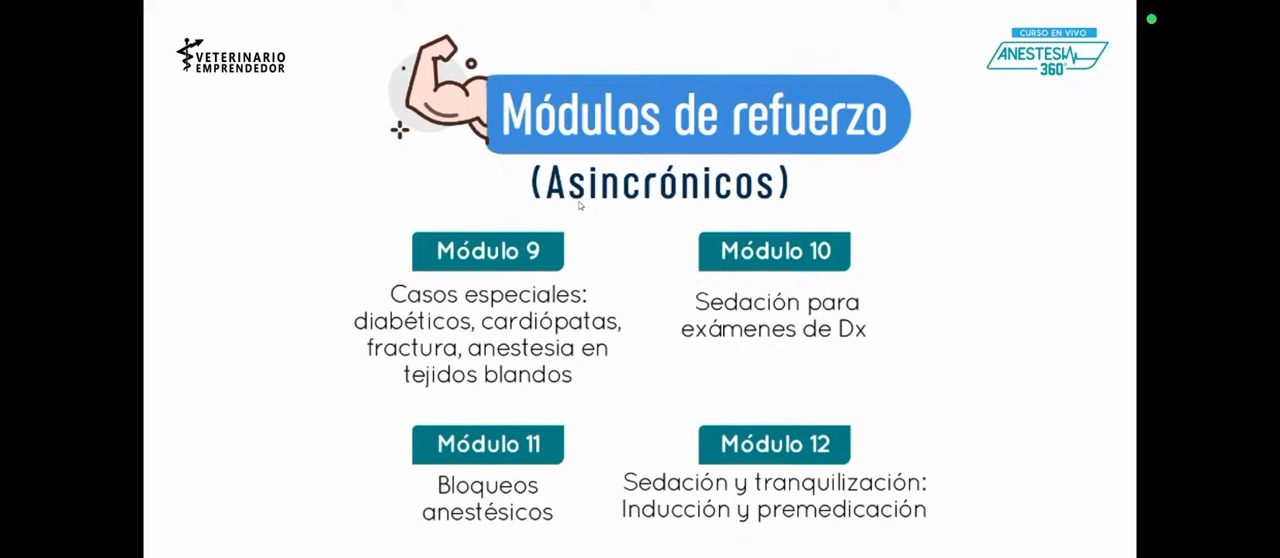 VETERINARIO
EMPRENDEDOR
CURSO EN VIVO
ANESTESIA
360°
Módulos de refuerzo
(Asincrónicos)
Módulo 9
Casos especiales:
diabéticos, cardiópatas,
fractura, anestesia en
tejidos blandos
Módulo 10
Sedación para
exámenes de Dx
Módulo 11
Bloqueos
anestésicos
Módulo 12
Sedación y tranquilización:
Inducción y premedicación